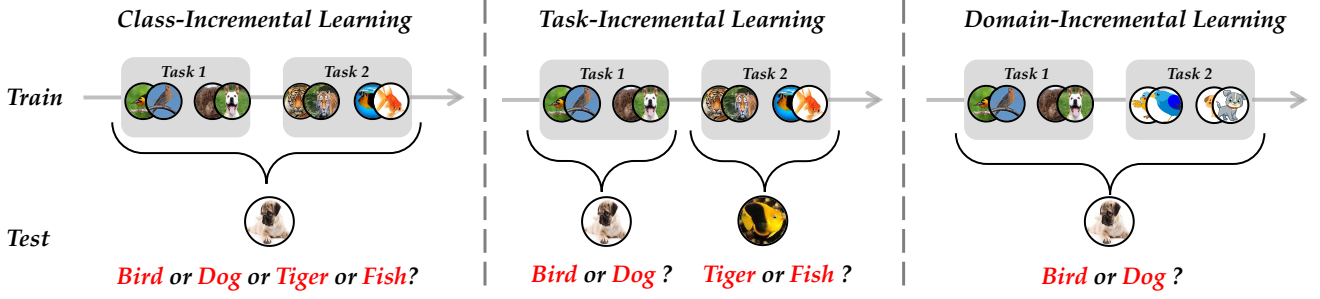 Class-Incremental Learning
Task-Incremental Learning
Domain-Incremental Learning
Train
Task 1
Task 2
Task 1
Task 2
Task 1
Task 2
Test
Bird or Dog or Tiger or Fish?
Bird or Dog ?
Tiger or Fish ?
Bird or Dog ?